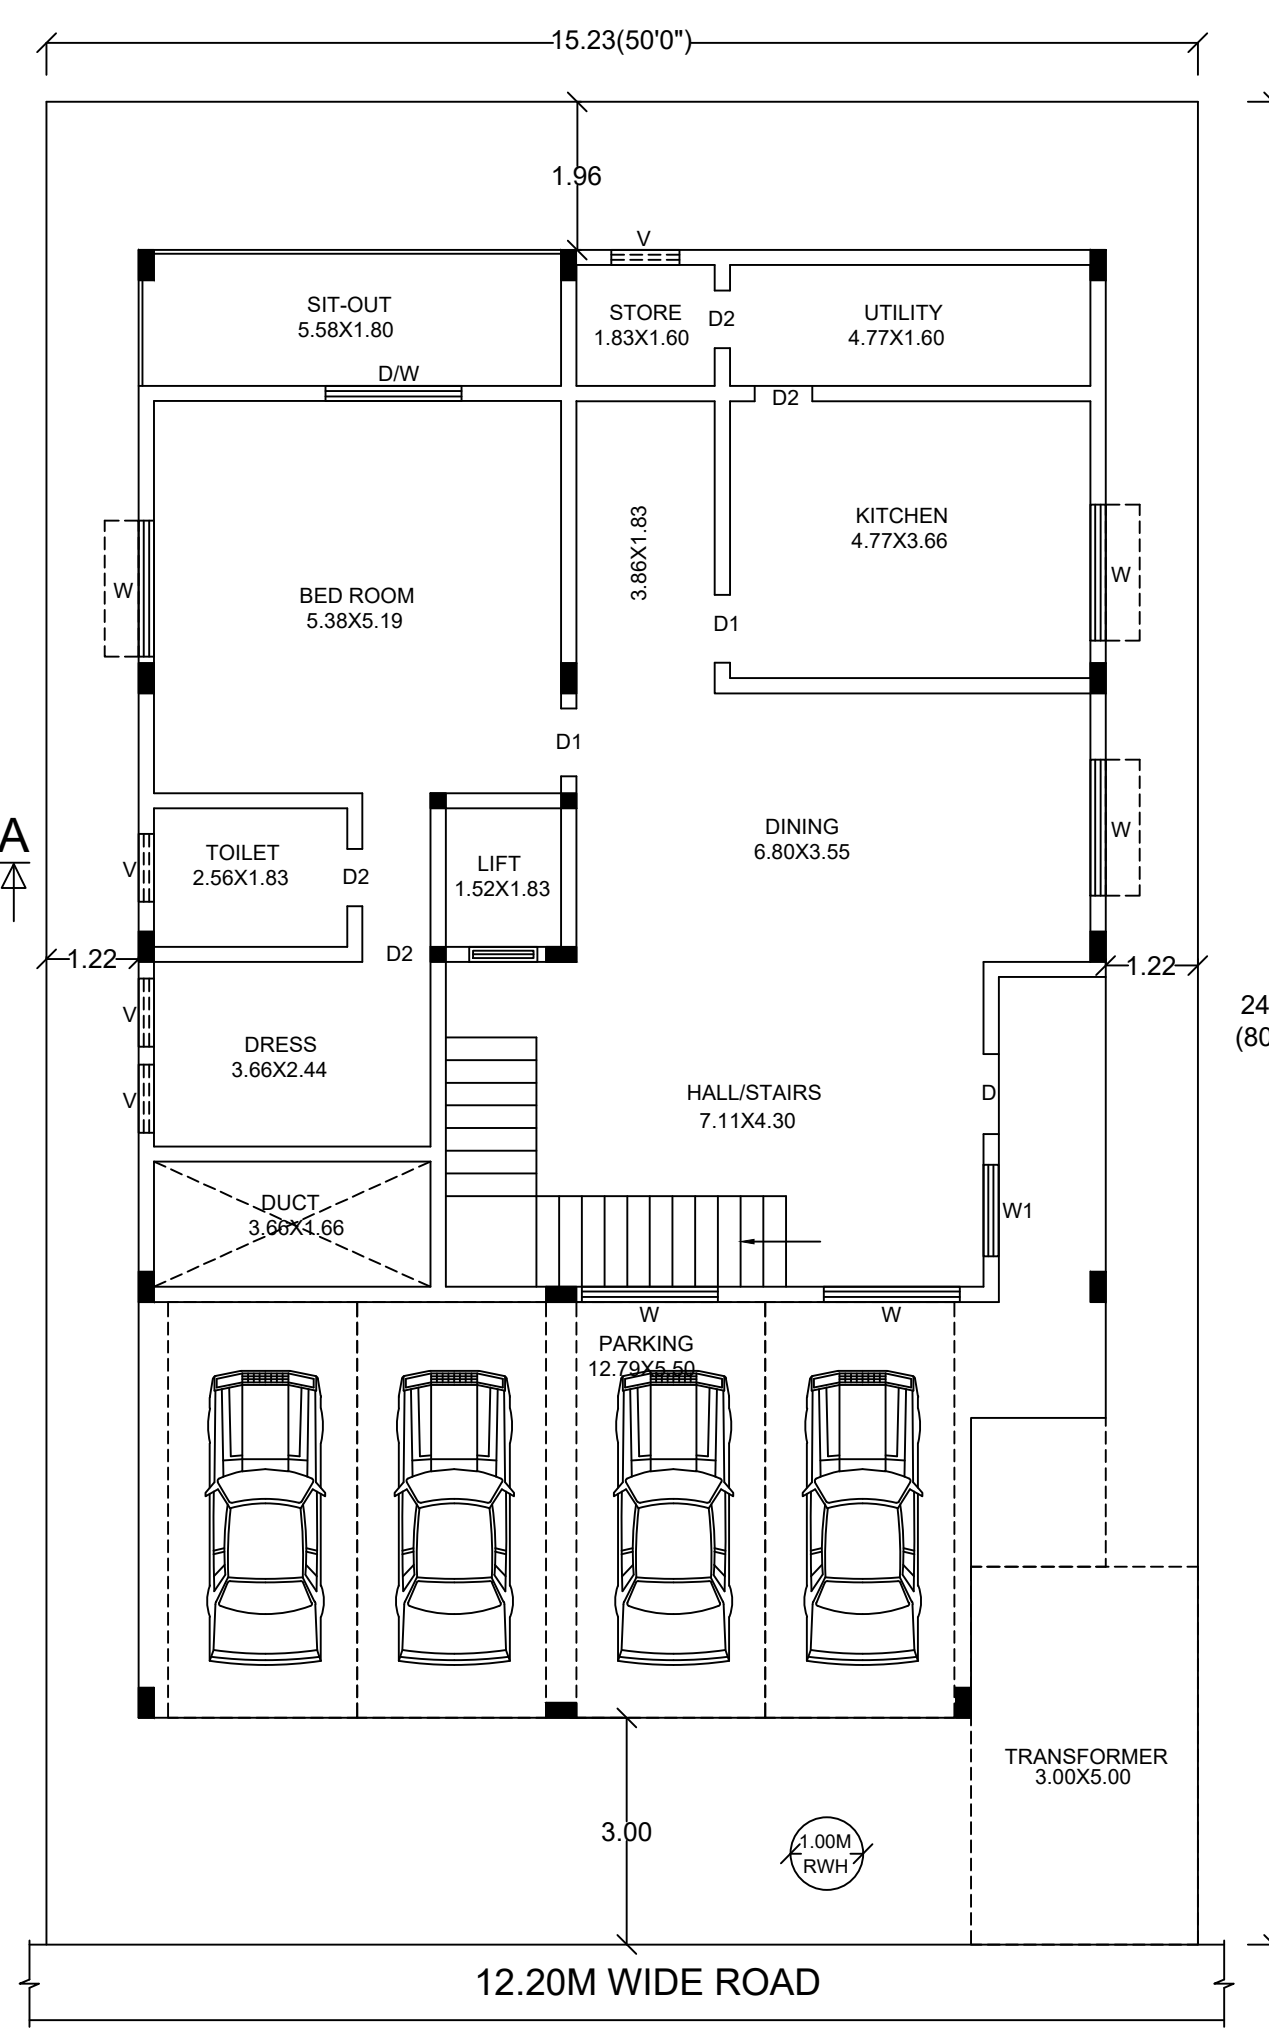 15.23(50'0")
1.96
V
SIT-OUT
5.58X1.80
STORE
1.83X1.60
D2
UTILITY
4.77X1.60
D/W
D2
KITCHEN
4.77X3.66
3.86X1.83
W
W
BED ROOM
5.38X5.19
D1
D1
DINING
6.80X3.55
W
A
TOILET
2.56X1.83
V
D2
LIFT
1.52X1.83
D2
1.22
1.22
24
(80
V
DRESS
3.66X2.44
V
HALL/STAIRS
7.11X4.30
D
DUCT
3.66X1.66
W1
W
W
PARKING
12.79X5.50
TRANSFORMER
3.00X5.00
3.00
1.00M
RWH
12.20M WIDE ROAD